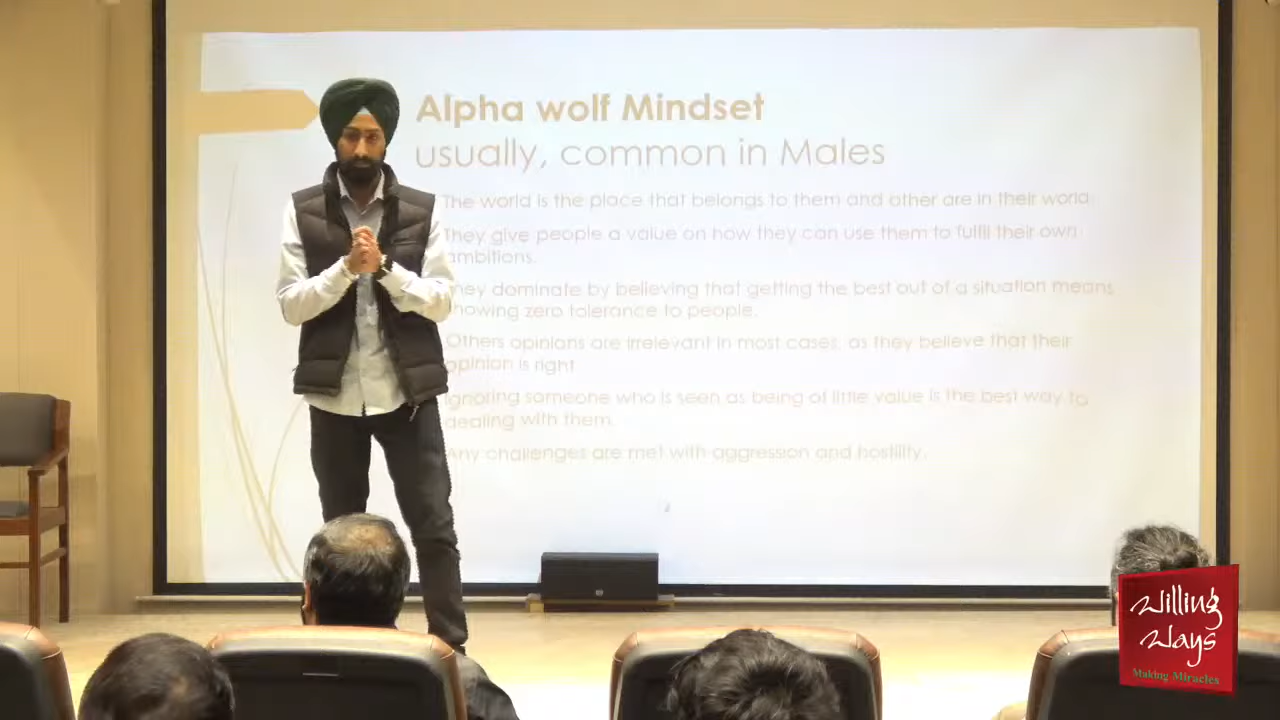 Alpha wolf Mindset
usually, common in Males
The world is the place that belongs to them and other are in their world.
They give people a value on how they can use them to fulfil their own
ambitions.
They dominate by believing that getting the best out of a situation means
showing zero tolerance to people.
Others opinions are irrelevant in most cases, as they believe that their
opinion is right
Ignoring someone who is seen as being of little value is the best way to
dealing with them.
Any challenges are met with aggression and hostility.
Willing
Ways
Making Miracles